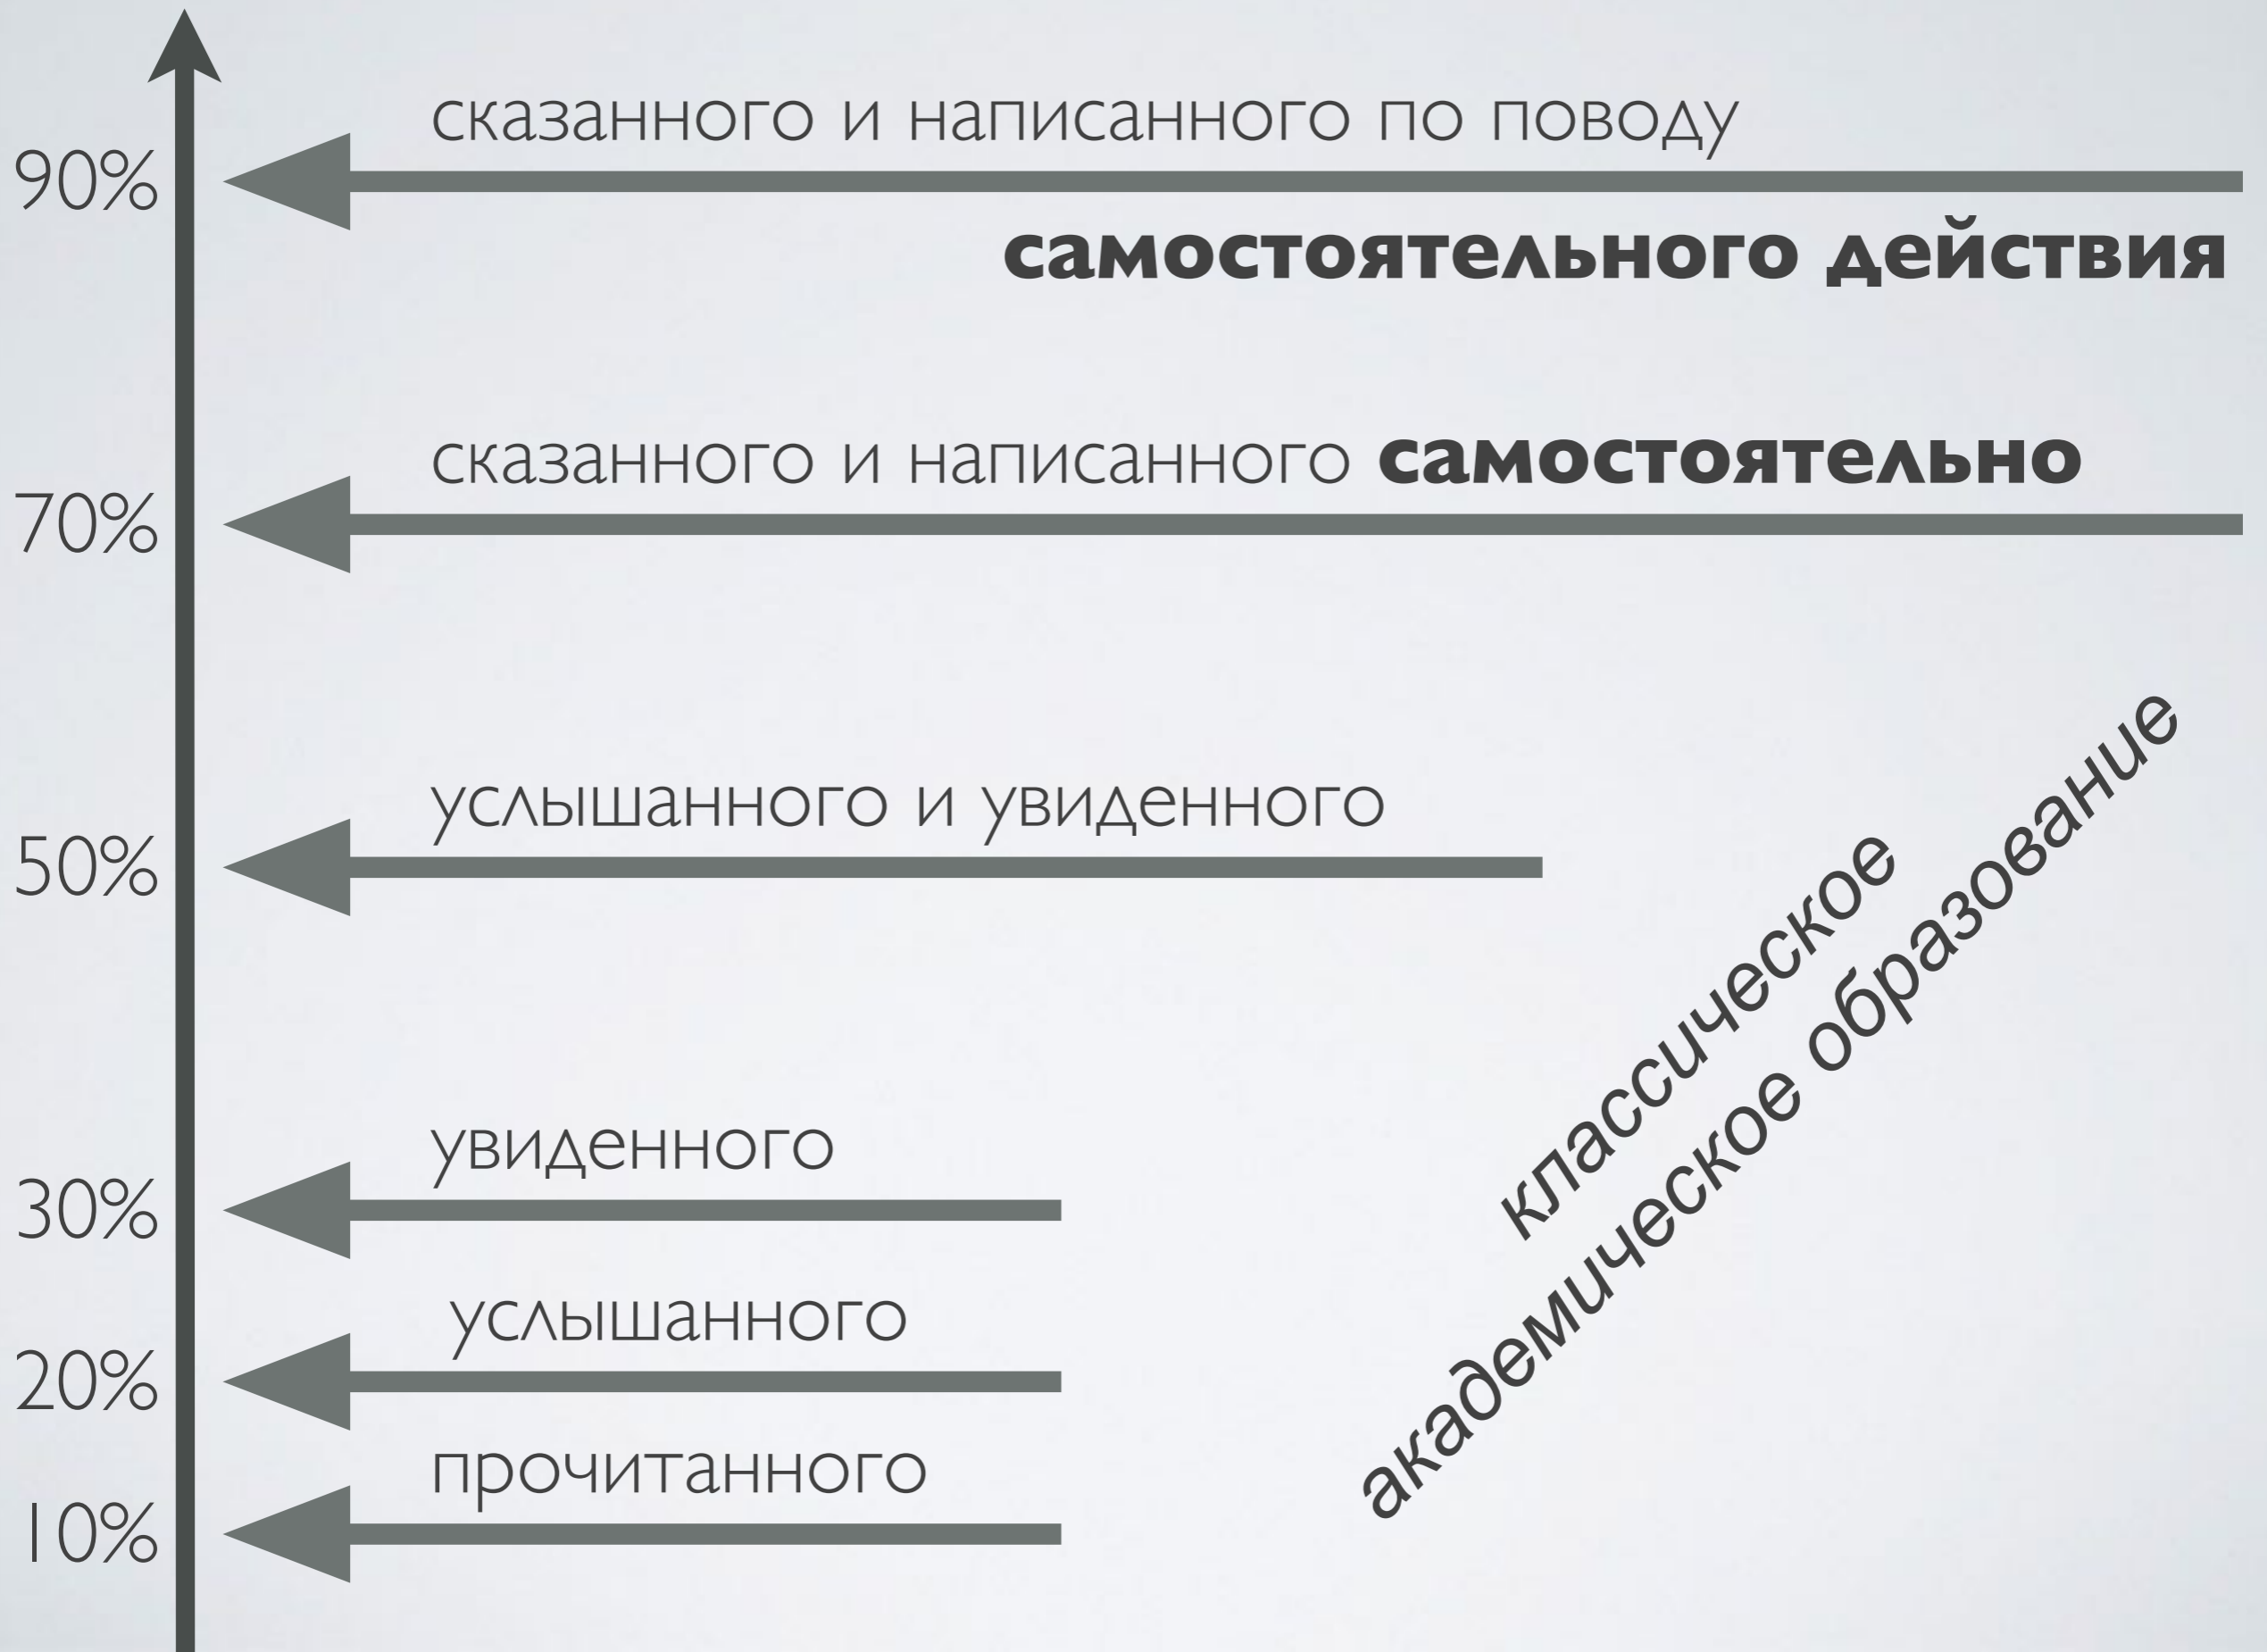 сказанного и написанного по поводу
90%
самостоятельного действия
сказанного и написанного самостоятельно
70%
услышанного и увиденного
50%
классическое
академическое образование
увиденного
30%
услышанного
20%
прочитанного
10%